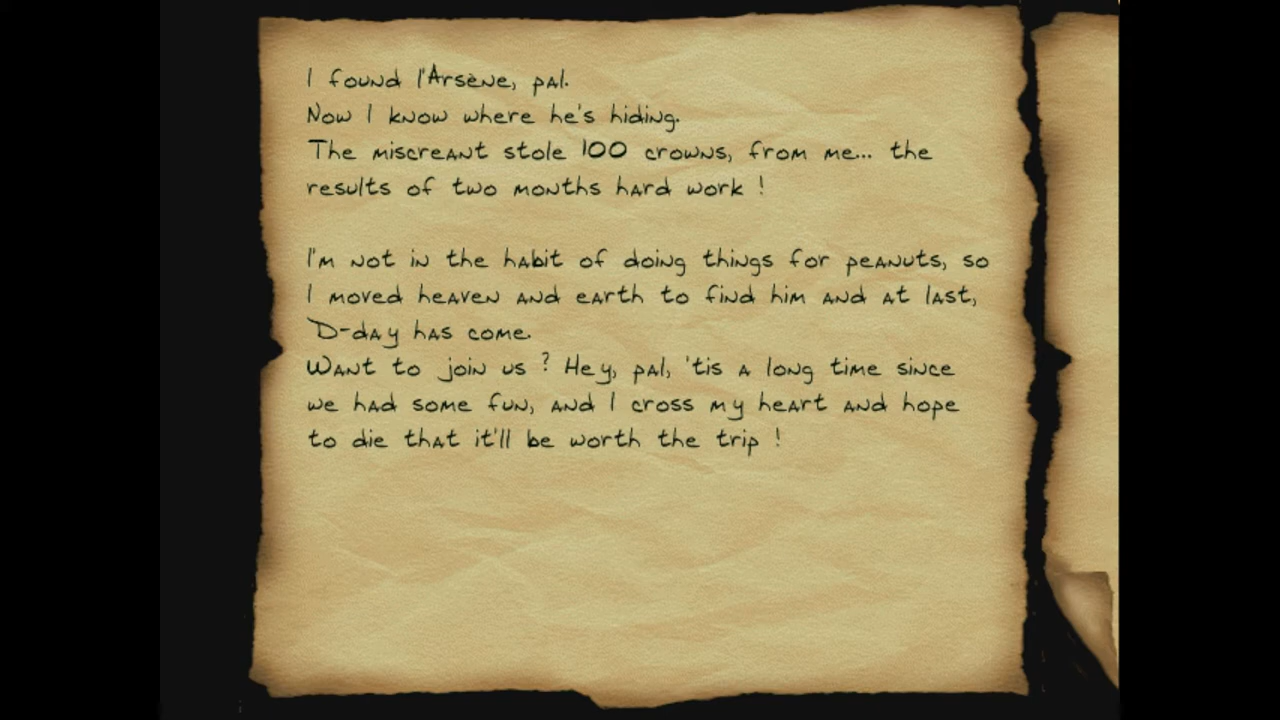 I found l'Arsène, pal.
Now I know where he's hiding.
The miscreant stole 100 crowns, from me... the
results of two months hard work !
I'm not in the habit of doing things for peanuts, so
I moved heaven and earth to find him and at last,
D-day has come.
Want to join us ? Hey, pal, 'tis a long time since
we had some fun, and I cross my heart and hope
to die that it'll be worth the trip !